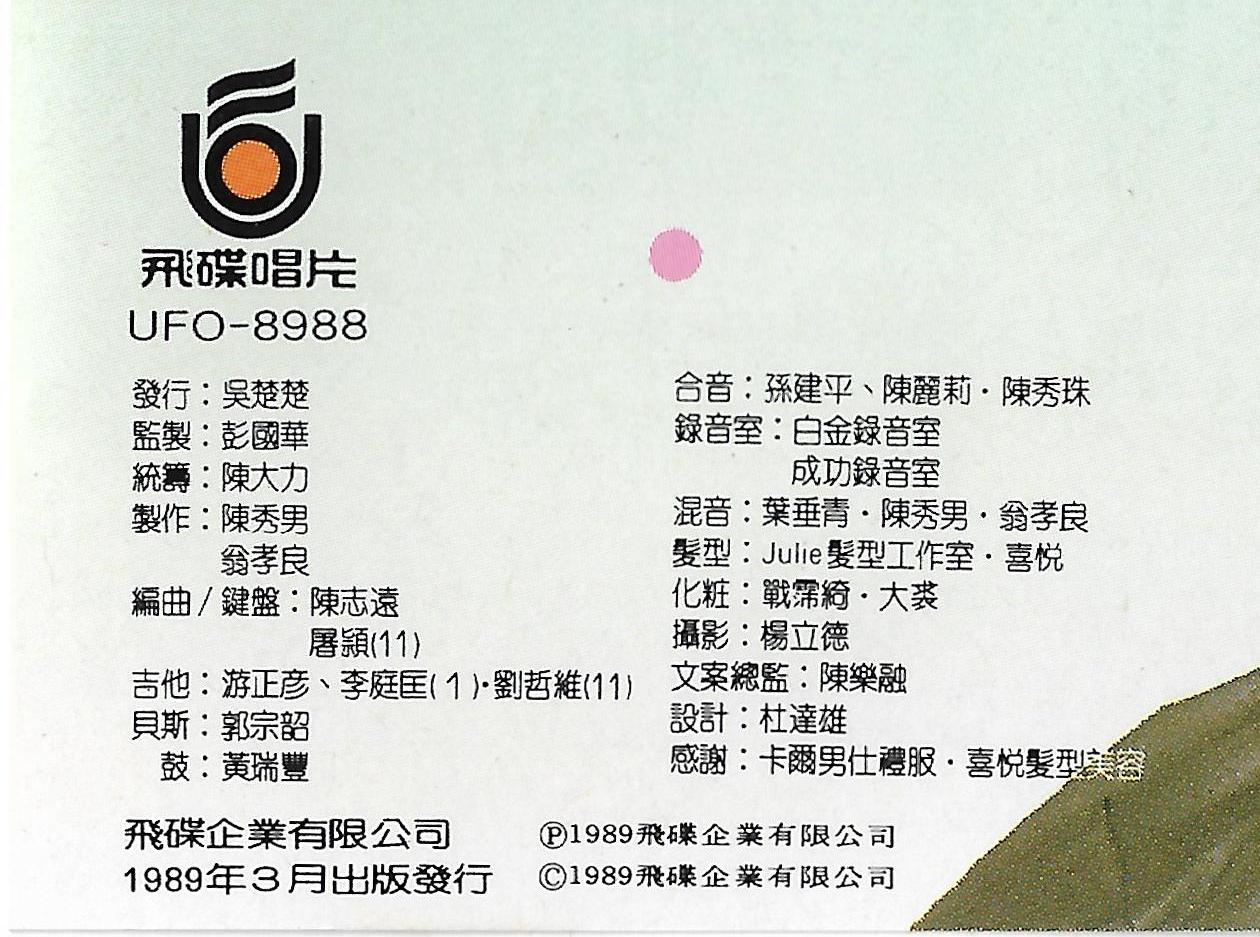 飛碟唱片
UFO-8988
發行：吳楚楚
監製：彭國華
統籌：陳大力
製作：陳秀男
翁孝良
編曲/鍵盤：陳志遠
屠穎(11)
吉他：游正彦、李庭匡(1)·劉哲維(11)
貝斯：郭宗韶
鼓：黃瑞豐
合音：孫建平、陳麗莉·陳秀珠
錄音室：白金錄音室
成功錄音室
混音：葉垂青·陳秀男·翁孝良
髮型：Julie髮型工作室·喜悅
化粧：戰霈綺·大裘
攝影：楊立德
文案總監：陳樂融
設計：杜達雄
感謝：卡爾男仕禮服·喜悅髮型美容
飛碟企業有限公司
1989年3月出版發行
Ⓟ1989飛碟企業有限公司
©1989飛碟企業有限公司